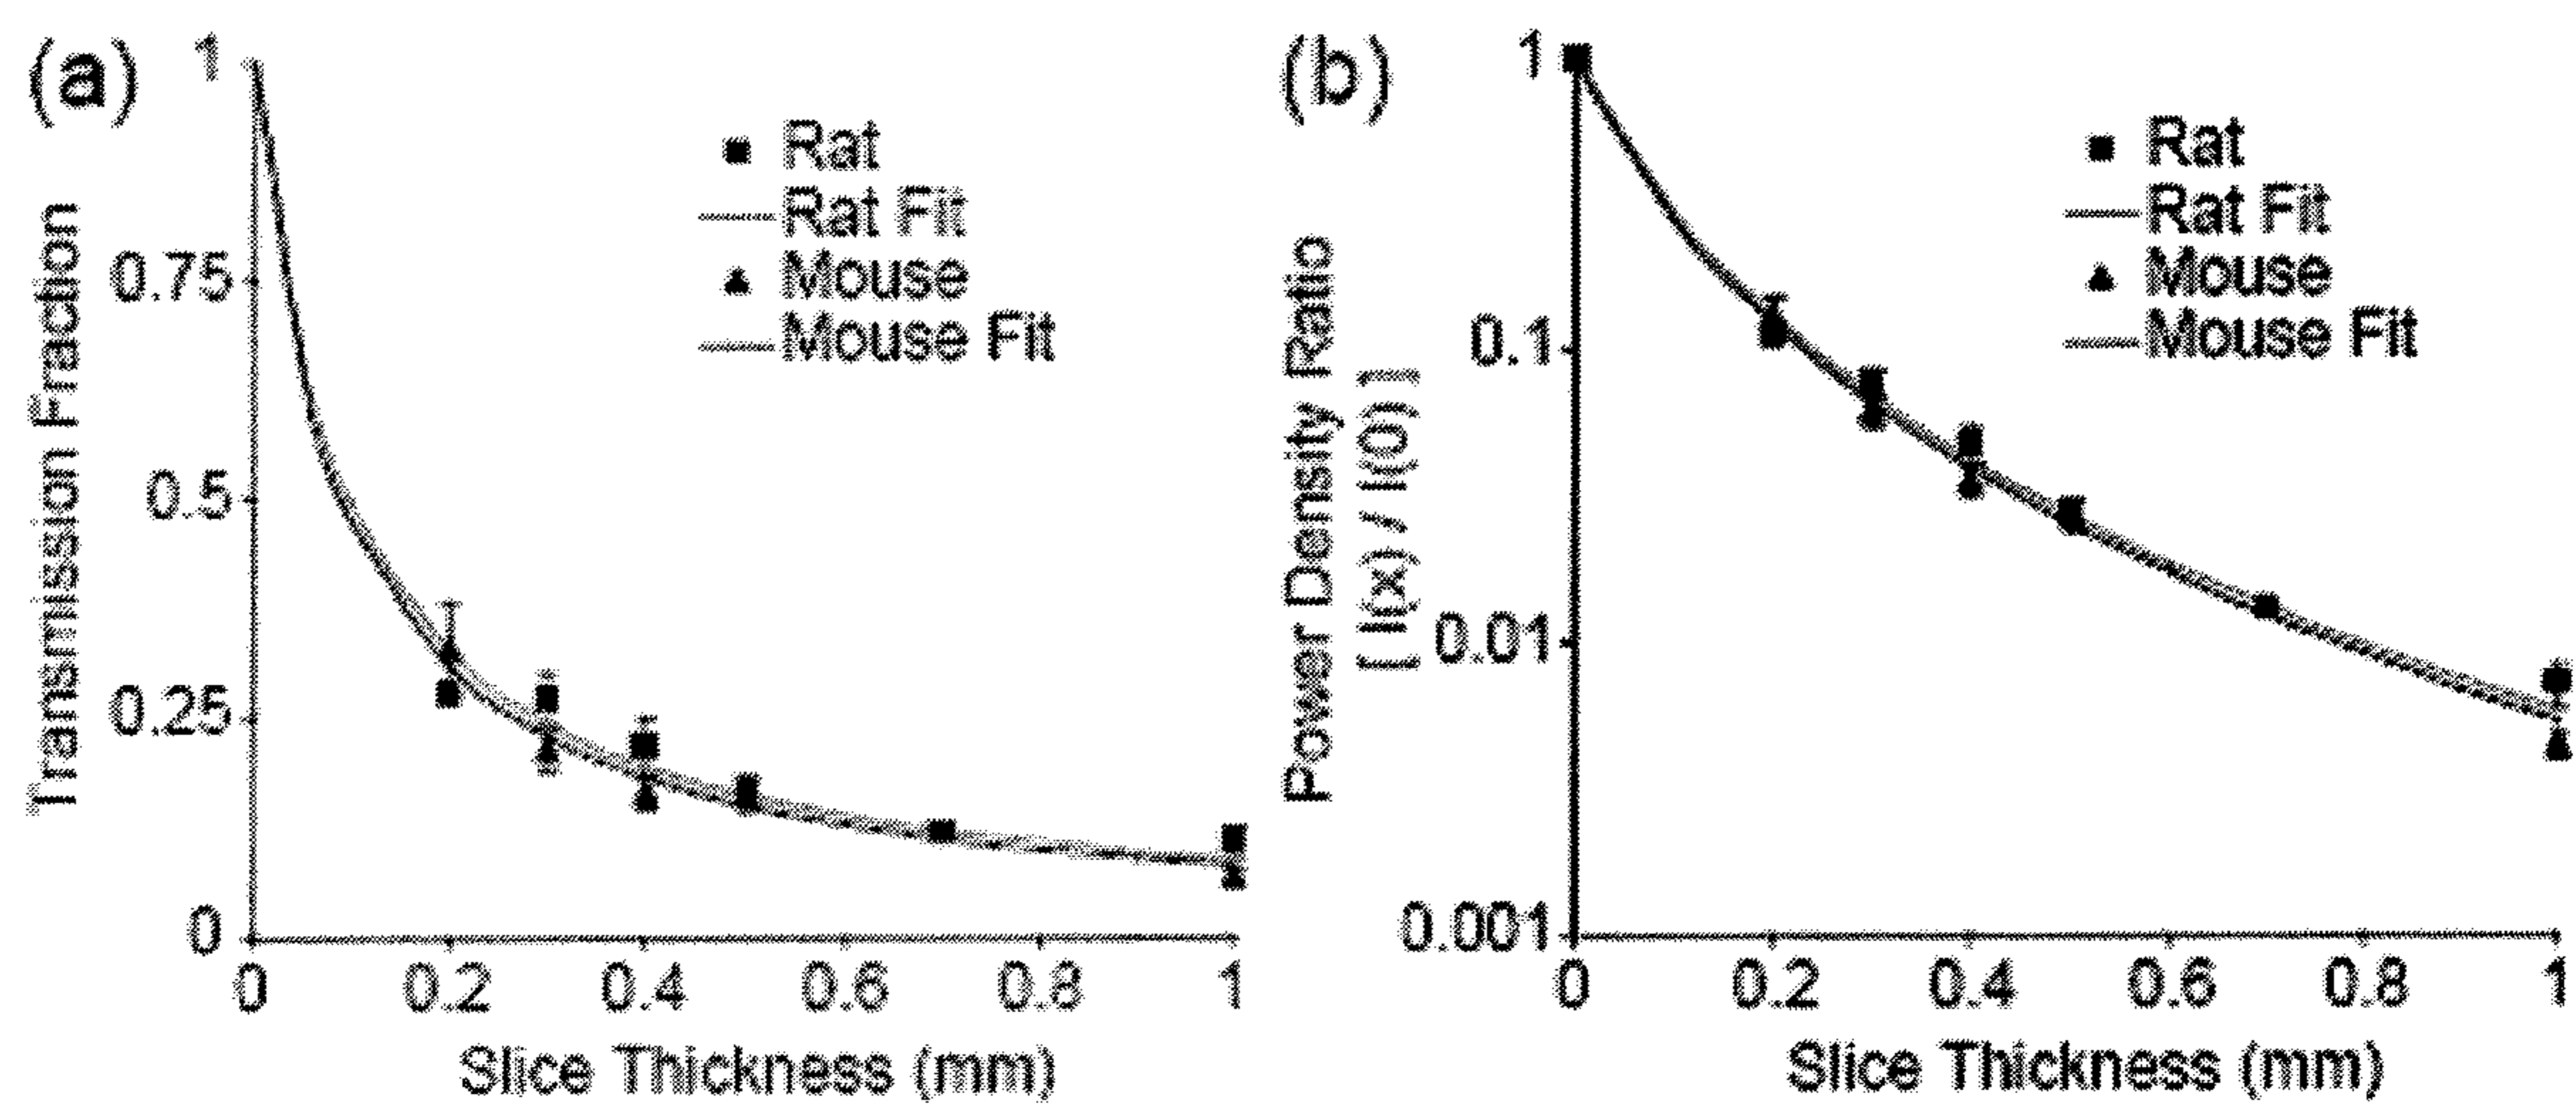 (a)
Transmission Fraction
1
0.75
0.5
0.25
0
0 0.2 0.4 0.6 0.8 1
Slice Thickness (mm)
Rat
Rat Fit
Mouse
Mouse Fit
(b)
Power Density Ratio
[ I(x) / I(0) ]
1
0.1
0.01
0.001
0 0.2 0.4 0.6 0.8 1
Slice Thickness (mm)
Rat
Rat Fit
Mouse
Mouse Fit